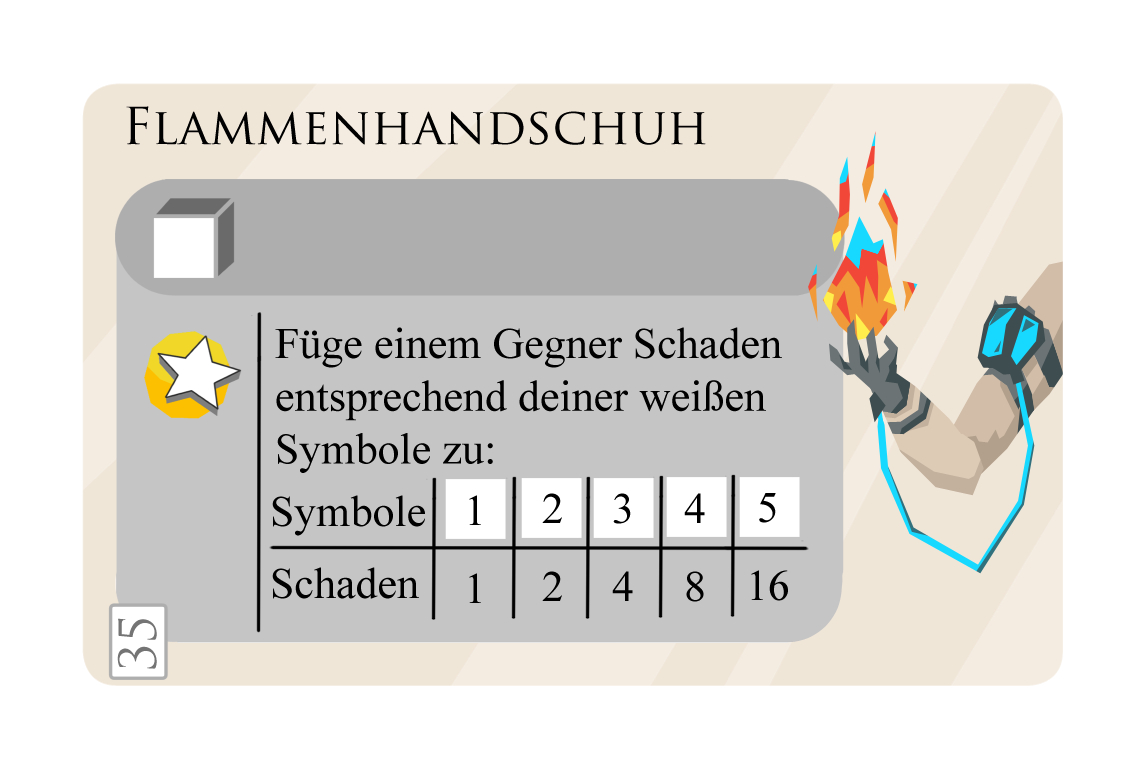 FLAMMENHANDSCHUH
Füge einem Gegner Schaden
entsprechend deiner weißen
Symbole zu:
Symbole 1 2 3 4 5
Schaden 1 2 4 8 16
35